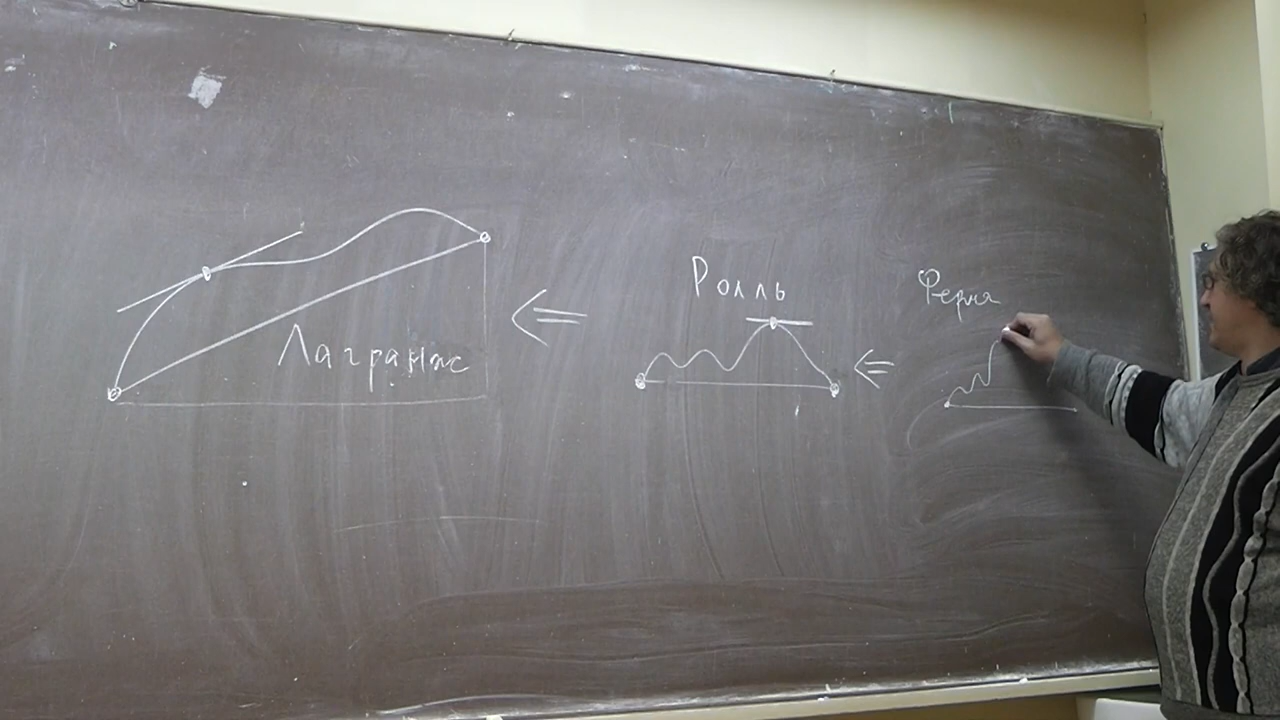 Лагранж
⇐
Ролль
⇐
Ферма